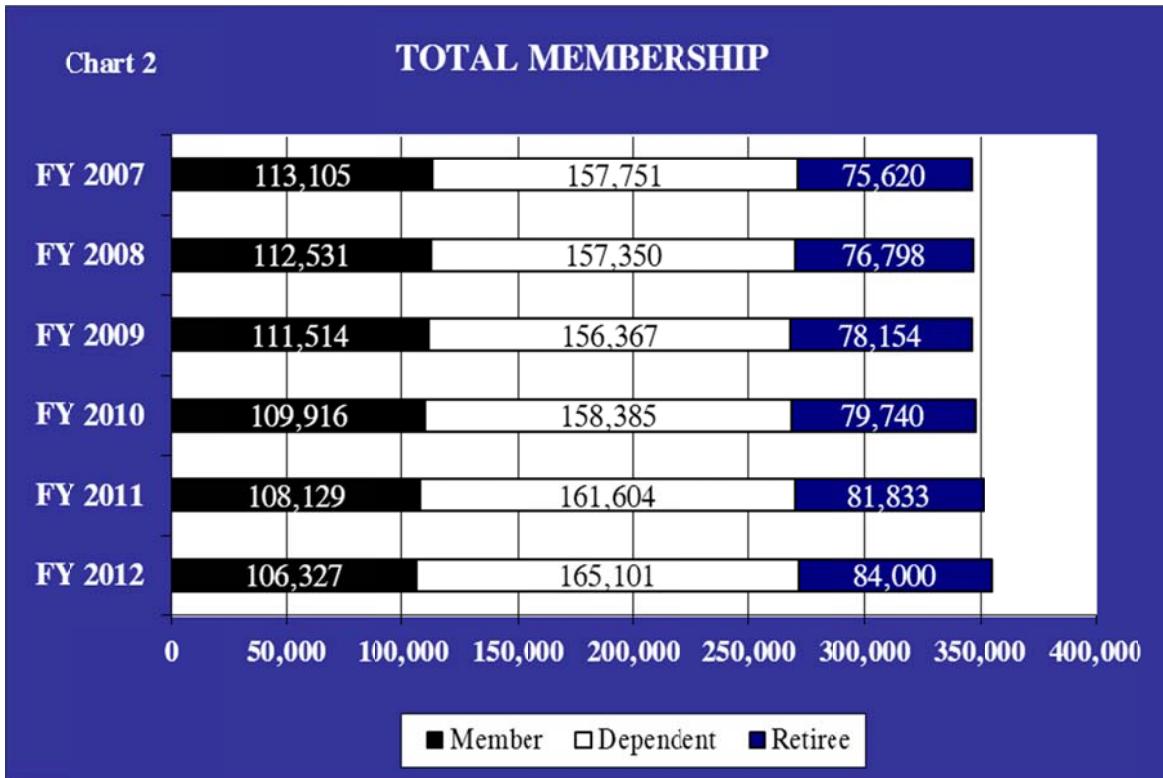 Chart 2
TOTAL MEMBERSHIP
FY 2007
113,105 157,751 75,620
FY 2008
112,531 157,350 76,798
FY 2009
111,514 156,367 78,154
FY 2010
109,916 158,385 79,740
FY 2011
108,129 161,604 81,833
FY 2012
106,327 165,101 84,000
0 50,000 100,000 150,000 200,000 250,000 300,000 350,000 400,000
Member Dependent Retiree